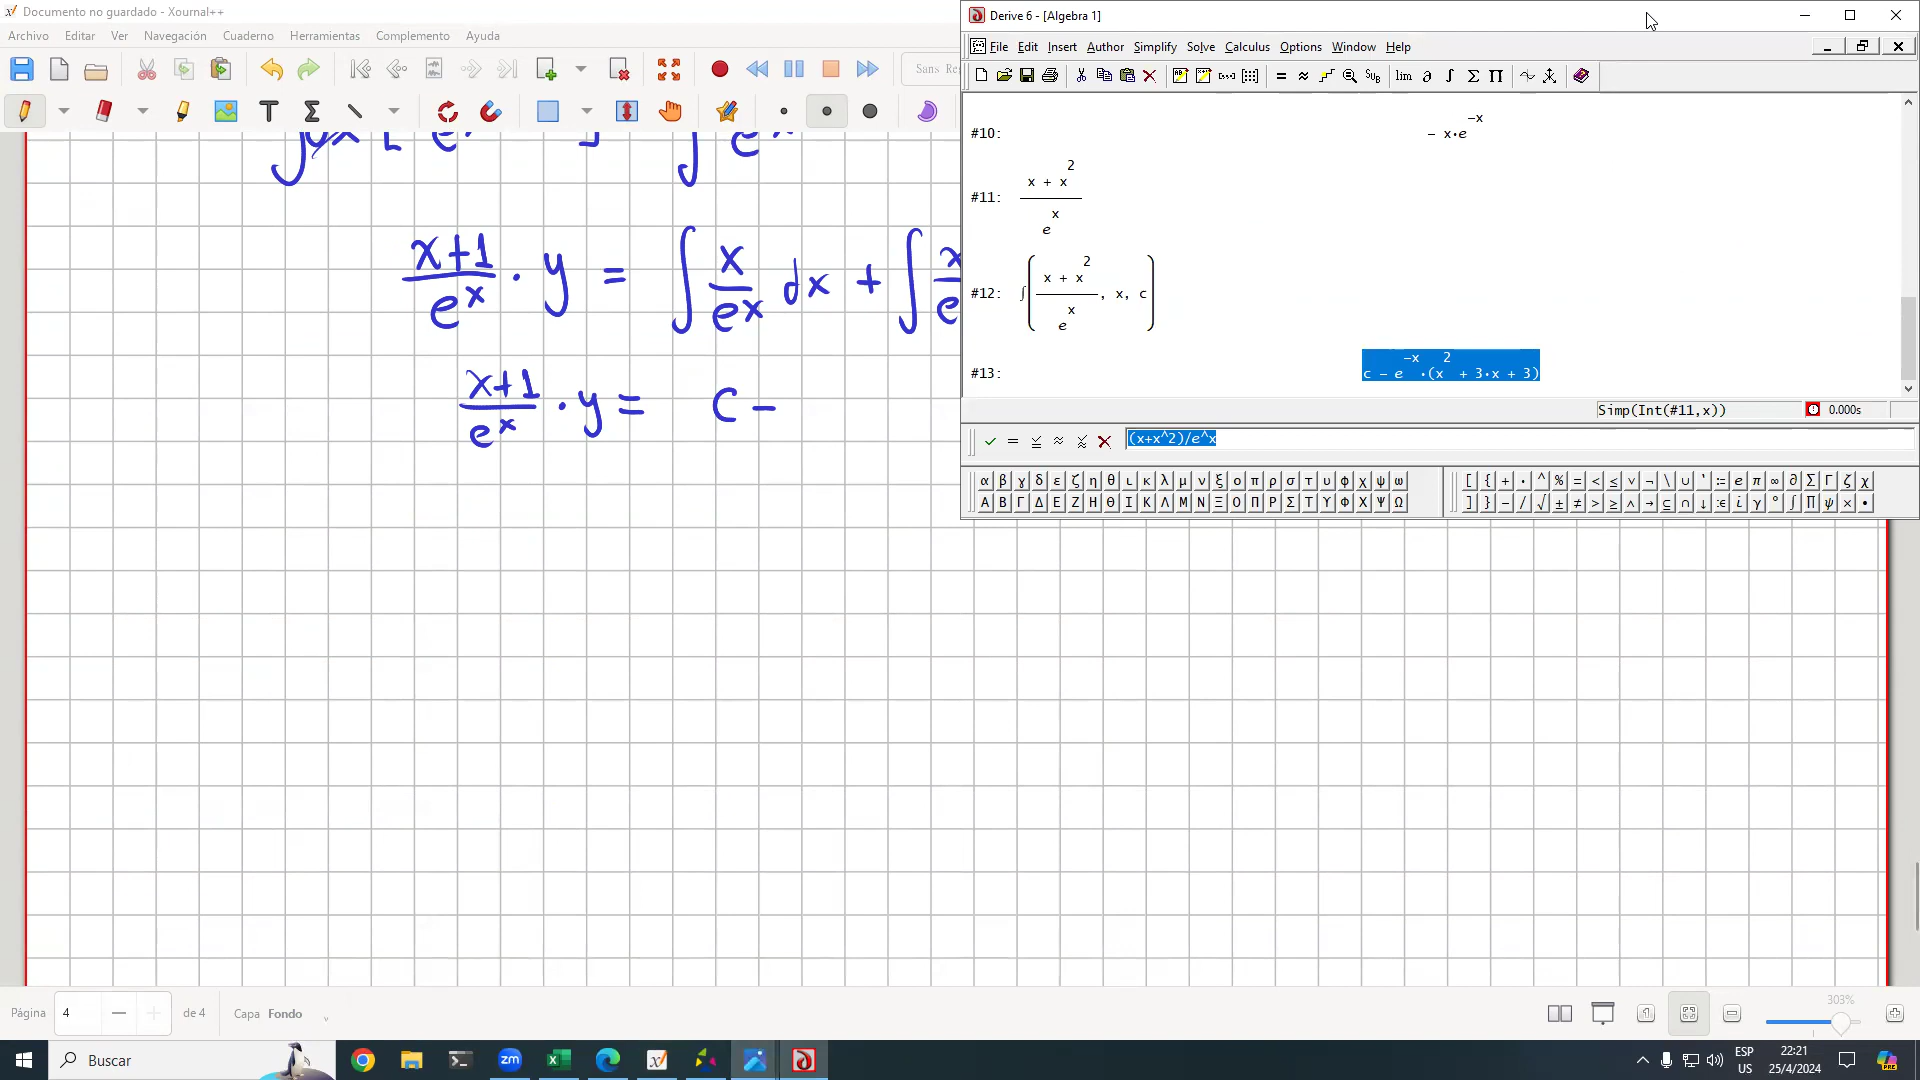 Documento no guardado - Xournal++
Archivo Editar Ver Navegación Cuaderno Herramientas Complemento Ayuda
Sans Res
x+1/e^x · y = ∫ x/e^x dx + ∫
x+1/e^x · y = c -
Página 4 de 4 Capa Fondo
303%
Derive 6 - [Algebra 1]
File Edit Insert Author Simplify Solve Calculus Options Window Help
lim ∂ ∫ Σ Π
#10: - x·e^-x
#11: (x + x^2)/e^x
#12: ∫((x + x^2)/e^x, x, c)
#13: c - e^-x·(x^2 + 3·x + 3)
Simp(Int(#11,x)) 0.000s
(x+x^2)/e^x
α β γ δ ε ζ η θ ι κ λ μ ν ξ ο π ρ σ τ υ φ χ ψ ω
Α Β Γ Δ Ε Ζ Η Θ Ι Κ Λ Μ Ν Ξ Ο Π Ρ Σ Τ Υ Φ Χ Ψ Ω
Buscar
ESP
US
22:21
25/4/2024